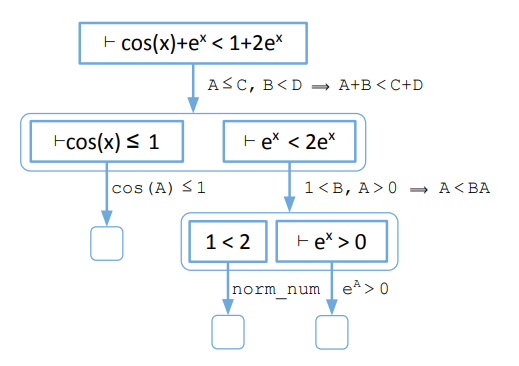 ⊢ cos(x)+eˣ < 1+2eˣ
A≤C, B<D ⟹ A+B<C+D
⊢cos(x) ≤ 1
⊢ eˣ < 2eˣ
cos(A) ≤1
1<B, A>0 ⟹ A<BA
1 < 2
⊢ eˣ > 0
norm_num
eᴬ>0